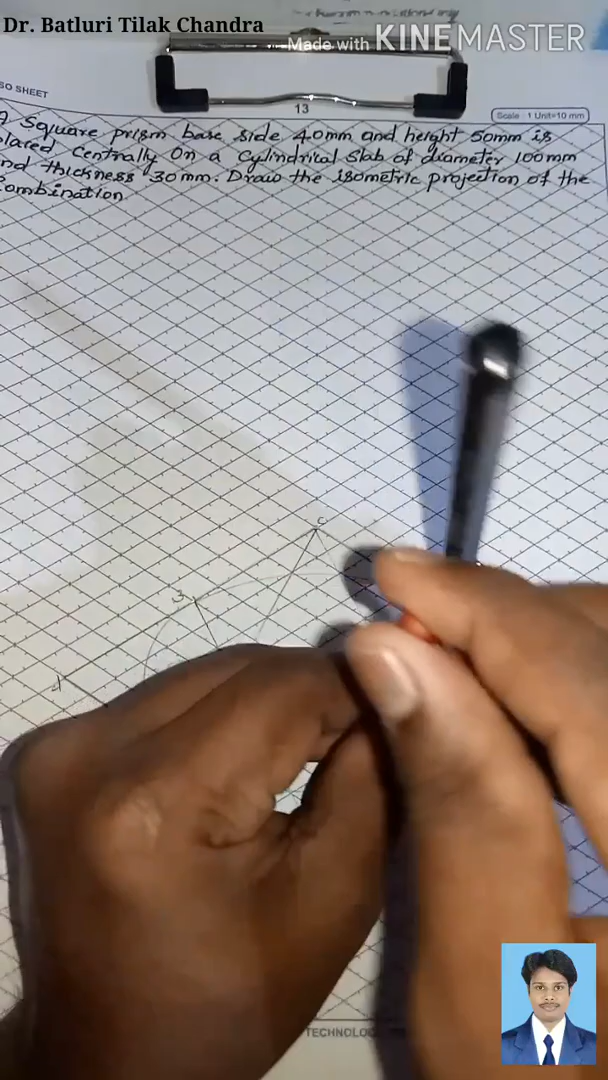 Dr. Batluri Tilak Chandra
Made with KINEMASTER
SO SHEET
13
Scale 1 Unit=10 mm
A Square prism base side 40mm and height 50mm is
placed Centrally On a Cylindrical Slab of diameter 100mm
and thickness 30mm. Draw the isometric projection of the
Combination
C
3
TECHNOLO